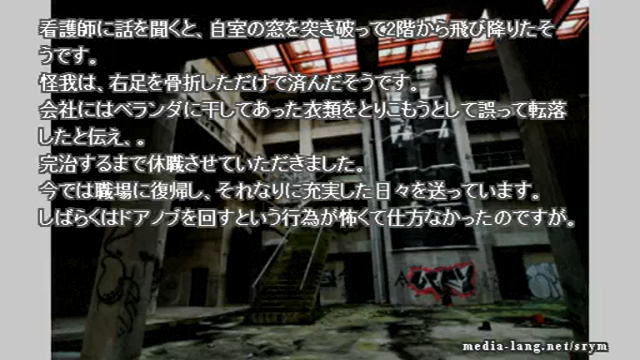 看護師に話を聞くと、自室の窓を突き破って2階から飛び降りたそ
うです。
怪我は、右足を骨折しただけで済んだそうです。
会社にはベランダに干してあった衣類をとりこもうとして誤って転落
したと伝え、。
完治するまで休職させていただきました。
今では職場に復帰し、それなりに充実した日々を送っています。
しばらくはドアノブを回すという行為が怖くて仕方なかったのですが。
media-lang.net/srym